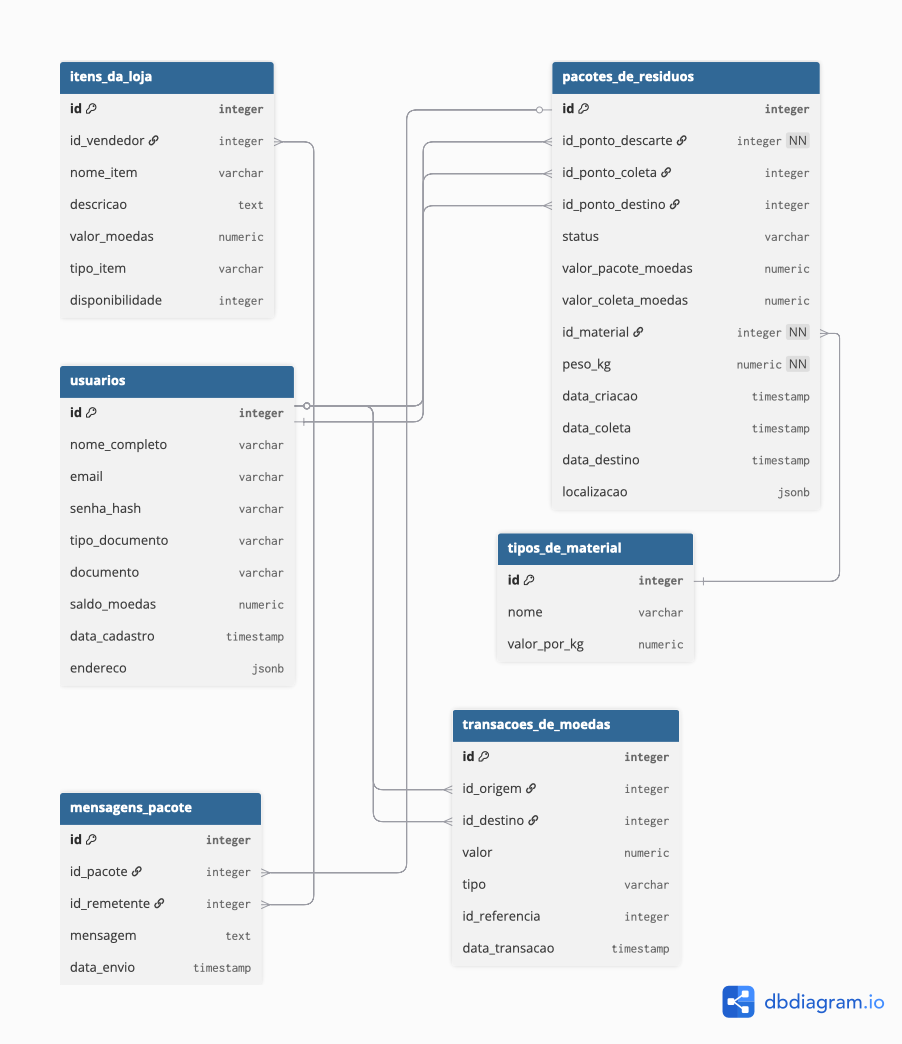 itens_da_loja
id integer
id_vendedor integer
nome_item varchar
descricao text
valor_moedas numeric
tipo_item varchar
disponibilidade integer
pacotes_de_residuos
id integer
id_ponto_descarte integer NN
id_ponto_coleta integer
id_ponto_destino integer
status varchar
valor_pacote_moedas numeric
valor_coleta_moedas numeric
id_material integer NN
peso_kg numeric NN
data_criacao timestamp
data_coleta timestamp
data_destino timestamp
localizacao jsonb
usuarios
id integer
nome_completo varchar
email varchar
senha_hash varchar
tipo_documento varchar
documento varchar
saldo_moedas numeric
data_cadastro timestamp
endereco jsonb
tipos_de_material
id integer
nome varchar
valor_por_kg numeric
transacoes_de_moedas
id integer
id_origem integer
id_destino integer
valor numeric
tipo varchar
id_referencia integer
data_transacao timestamp
mensagens_pacote
id integer
id_pacote integer
id_remetente integer
mensagem text
data_envio timestamp
dbdiagram.io